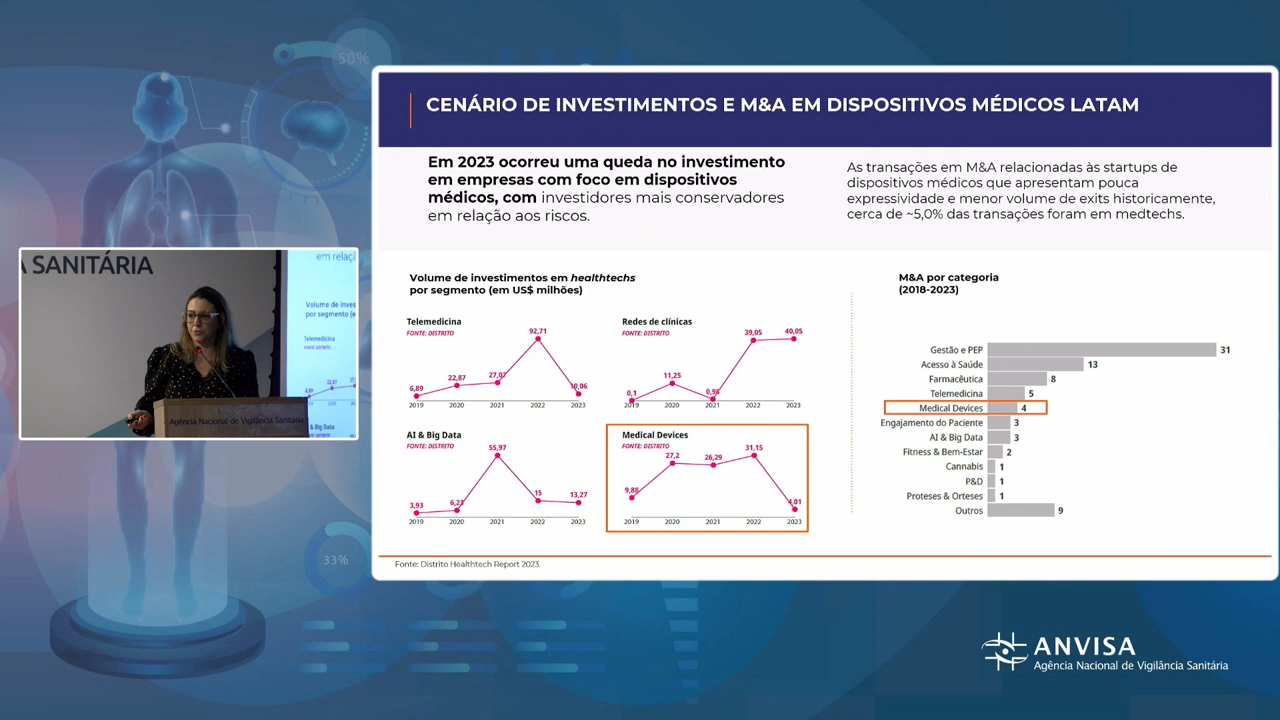 50%
CENÁRIO DE INVESTIMENTOS E M&A EM DISPOSITIVOS MÉDICOS LATAM
Em 2023 ocorreu uma queda no investimento
em empresas com foco em dispositivos
médicos, com investidores mais conservadores
em relação aos riscos.
As transações em M&A relacionadas às startups de
dispositivos médicos que apresentam pouca
expressividade e menor volume de exits historicamente,
cerca de ~5,0% das transações foram em medtechs.
SANITÁRIA
em relaç
Volume de inves
por segmento (e
Telemedicina
Agência Nacional de Vigilância Sanitária
& Big Data
Volume de investimentos em healthtechs
por segmento (em US$ milhões)
Telemedicina
FONTE: DISTRITO
6,89
22,87
27,07
92,71
10,06
2019 2020 2021 2022 2023
Redes de clínicas
FONTE: DISTRITO
0,1
11,25
0,98
39,05
40,05
2019 2020 2021 2022 2023
AI & Big Data
FONTE: DISTRITO
3,93
6,23
55,97
15
13,27
2019 2020 2021 2022 2023
Medical Devices
FONTE: DISTRITO
9,88
27,2
26,29
31,15
4,01
2019 2020 2021 2022 2023
M&A por categoria
(2018-2023)
Gestão e PEP 31
Acesso à Saúde 13
Farmacêutica 8
Telemedicina 5
Medical Devices 4
Engajamento do Paciente 3
AI & Big Data 3
Fitness & Bem-Estar 2
Cannabis 1
P&D 1
Proteses & Orteses 1
Outros 9
Fonte: Distrito Healthtech Report 2023.
33%
ANVISA
Agência Nacional de Vigilância Sanitária